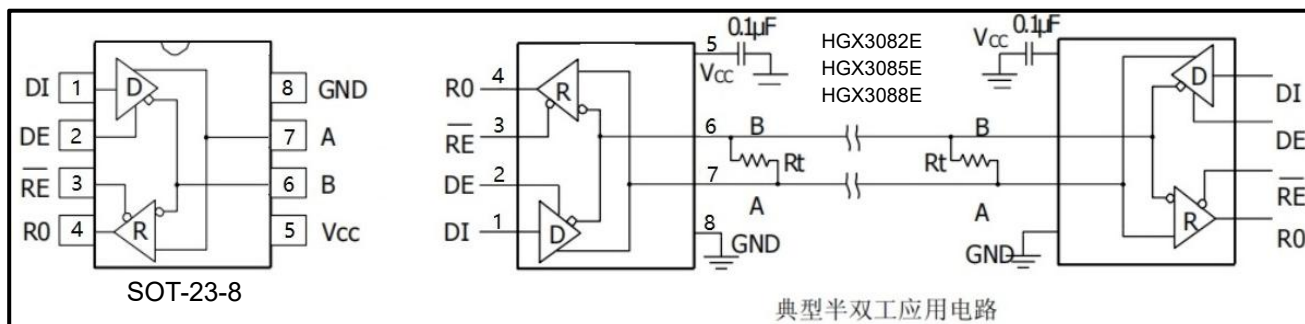 DI 1
DE 2
RE 3
R0 4
D
R
8 GND
7 A
6 B
5 Vcc
SOT-23-8
R0 4
RE 3
DE 2
DI 1
R
D
5
VCC
0.1μF
6 B
7
A
8
GND
Rt
HGX3082E
HGX3085E
HGX3088E
VCC
0.1μF
B
Rt
A
GND
D
R
DI
DE
RE
R0
典型半双工应用电路